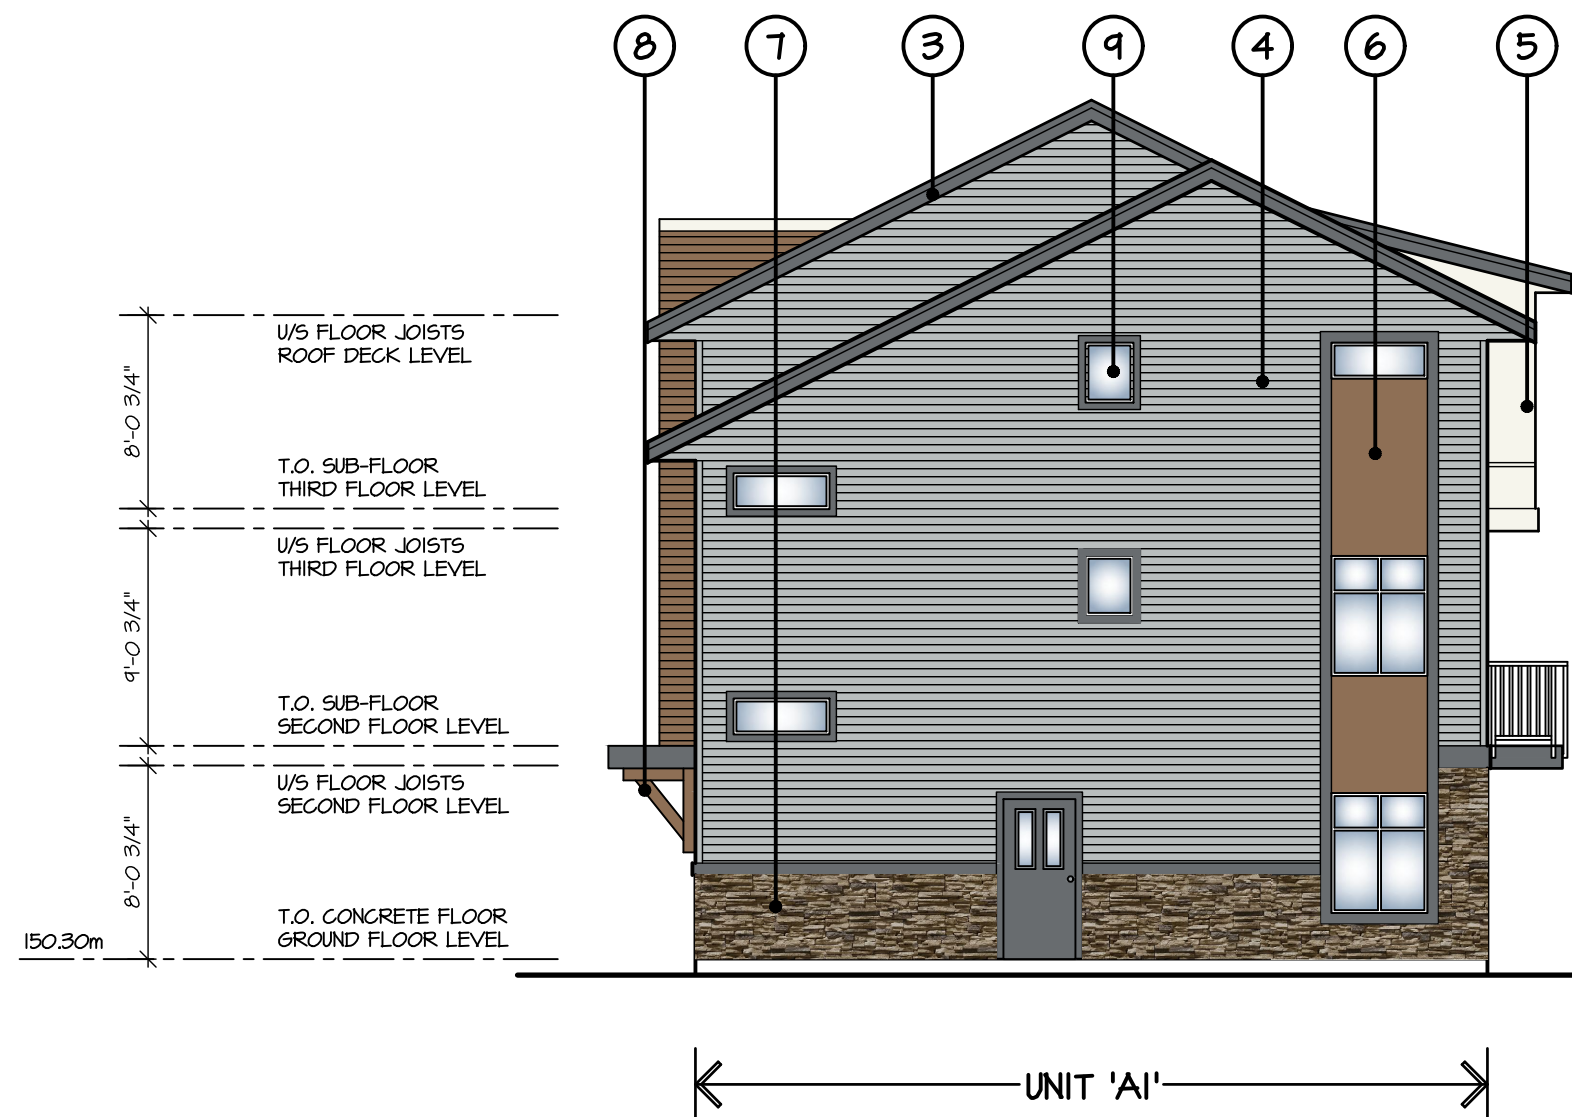 8 7 3 9 4 6 5
U/S FLOOR JOISTS
ROOF DECK LEVEL
8'-0 3/4"
T.O. SUB-FLOOR
THIRD FLOOR LEVEL
U/S FLOOR JOISTS
THIRD FLOOR LEVEL
9'-0 3/4"
T.O. SUB-FLOOR
SECOND FLOOR LEVEL
U/S FLOOR JOISTS
SECOND FLOOR LEVEL
8'-0 3/4"
T.O. CONCRETE FLOOR
GROUND FLOOR LEVEL
150.30m
UNIT 'A1'